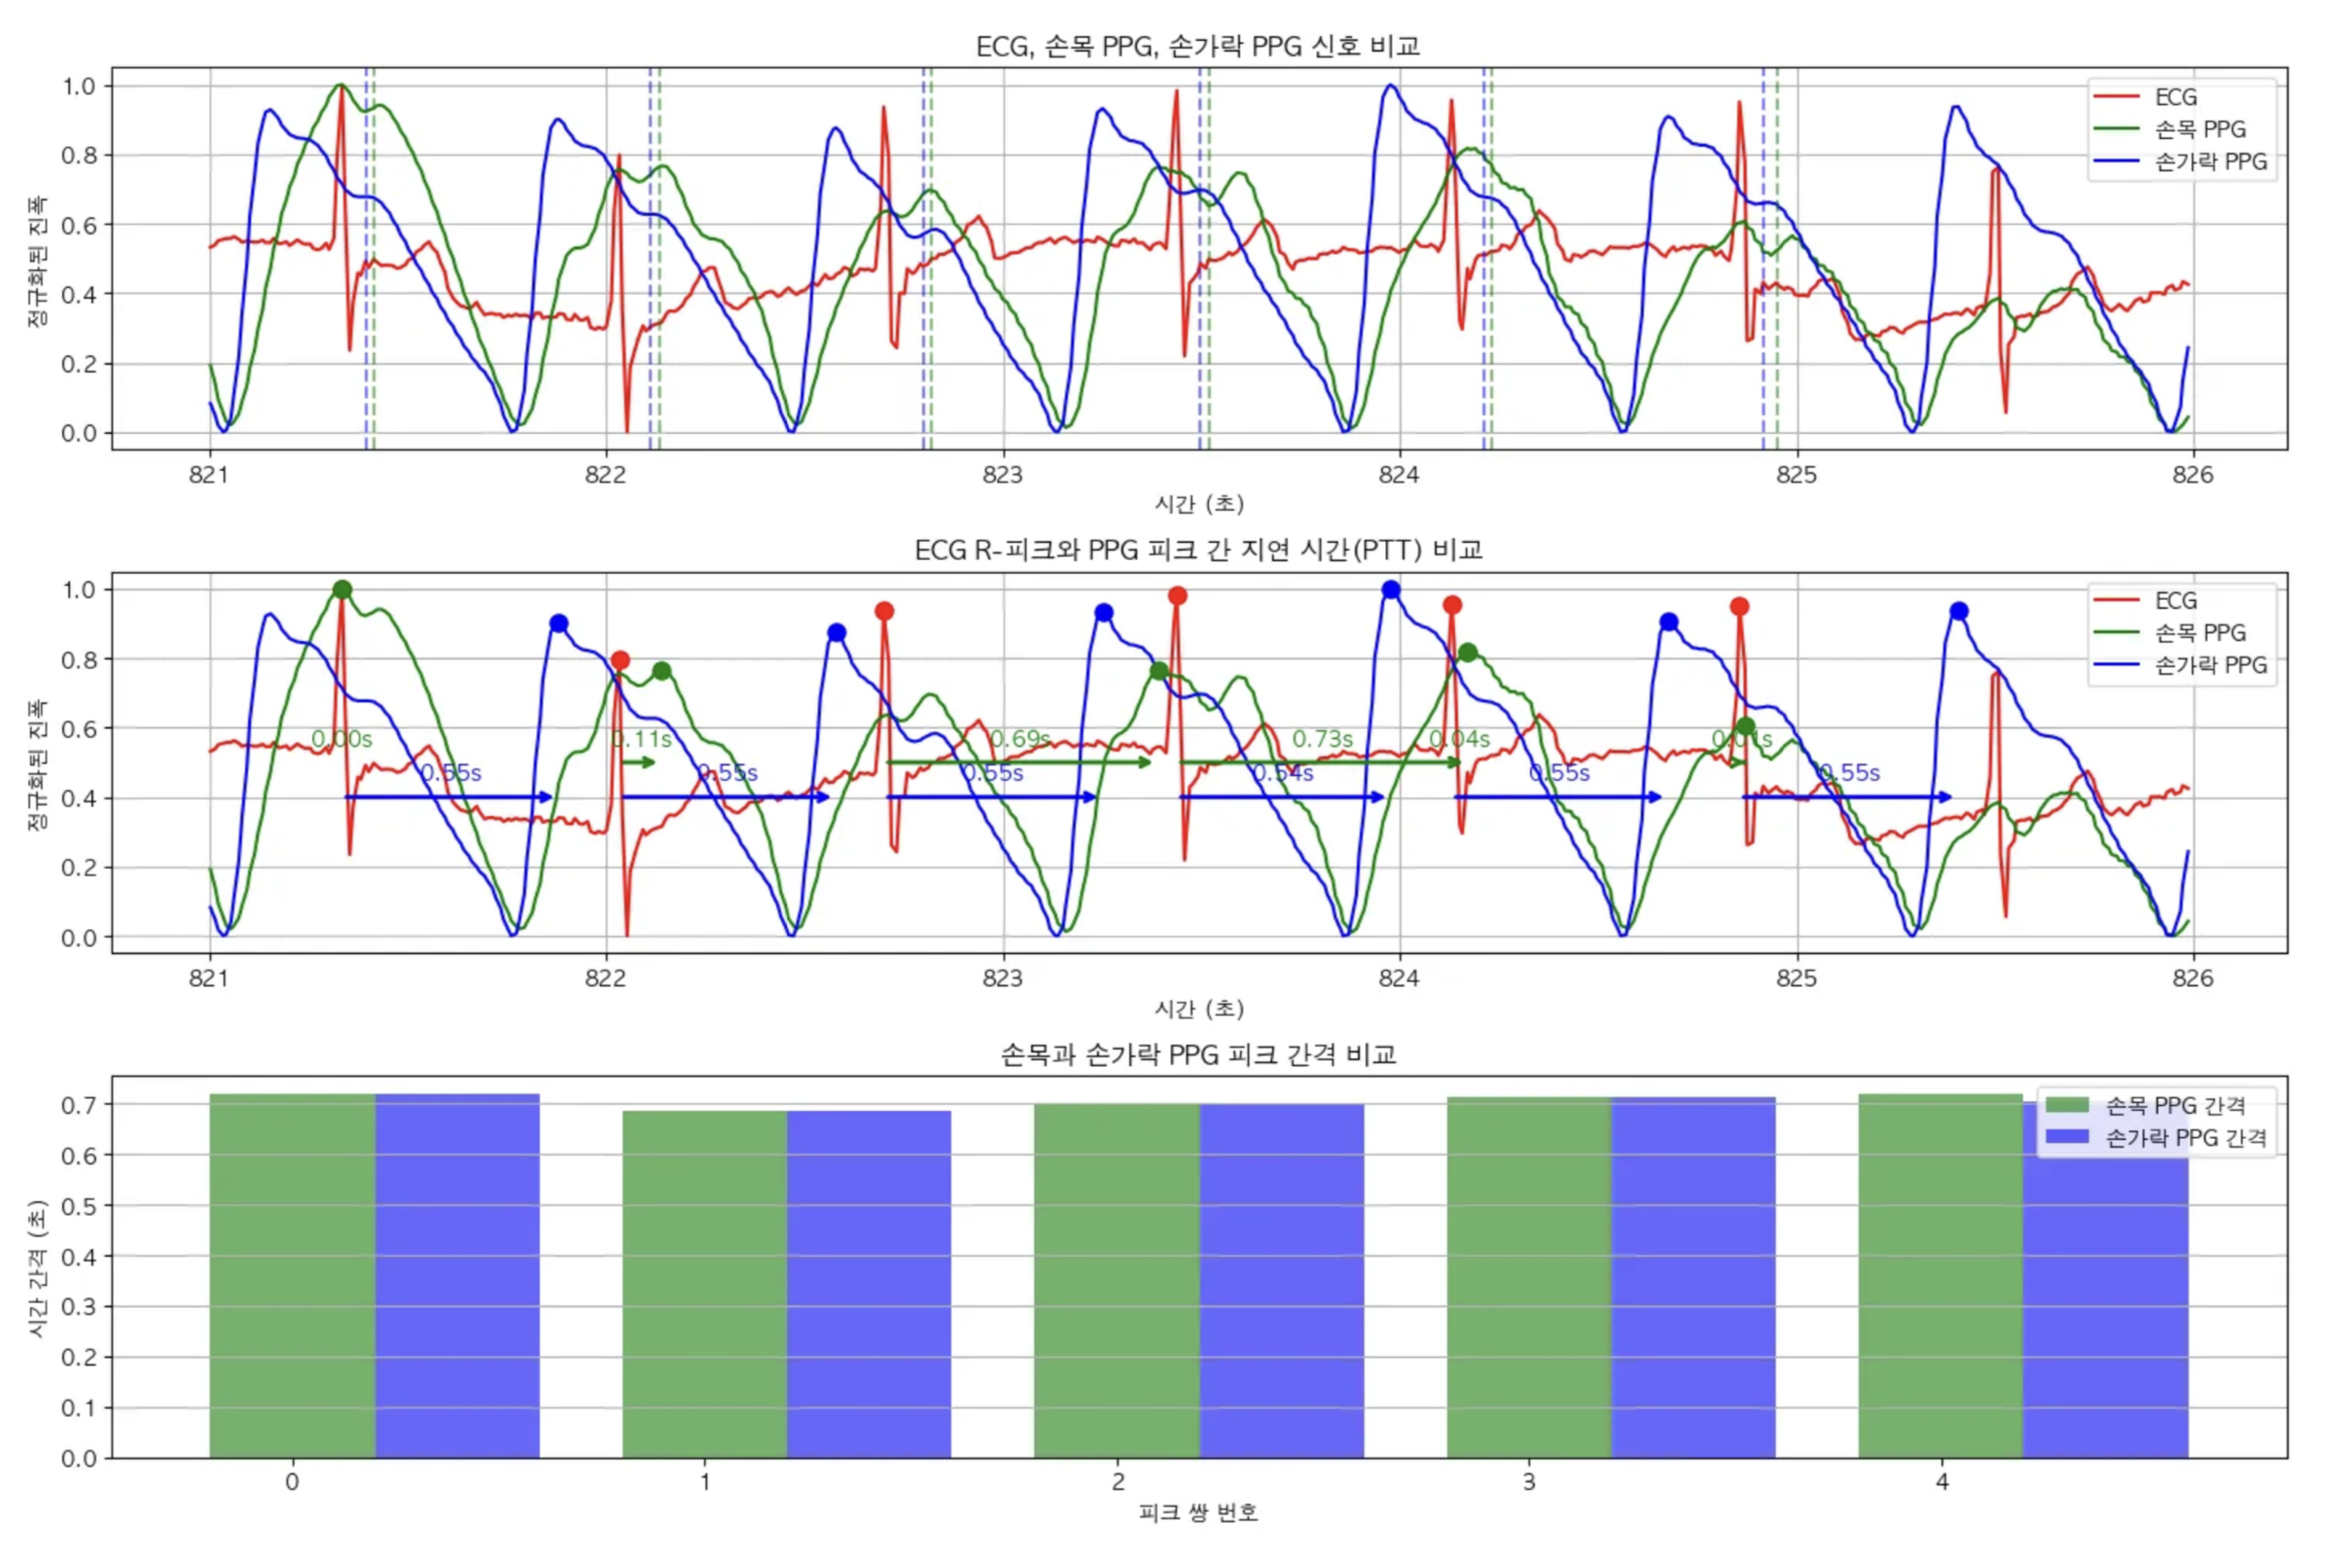 ECG, 손목 PPG, 손가락 PPG 신호 비교
정규화된 진폭
1.0
0.8
0.6
0.4
0.2
0.0
ECG
손목 PPG
손가락 PPG
821 822 823 824 825 826
시간 (초)
ECG R-피크와 PPG 피크 간 지연 시간(PTT) 비교
정규화된 진폭
1.0
0.8
0.6
0.4
0.2
0.0
ECG
손목 PPG
손가락 PPG
0.00s 0.11s 0.69s 0.73s 0.04s 0.01s
0.55s 0.55s 0.55s 0.54s 0.55s 0.55s
821 822 823 824 825 826
시간 (초)
손목과 손가락 PPG 피크 간격 비교
시간 간격 (초)
0.7
0.6
0.5
0.4
0.3
0.2
0.1
0.0
손목 PPG 간격
손가락 PPG 간격
0 1 2 3 4
피크 쌍 번호